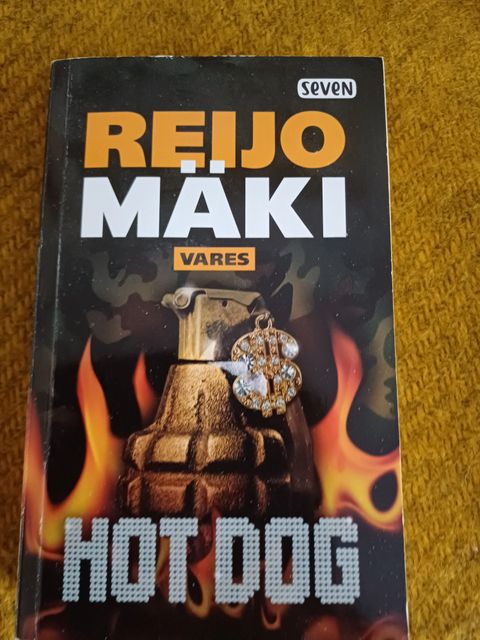 seven
REIJO
MÄKI
VARES
HOT DOG